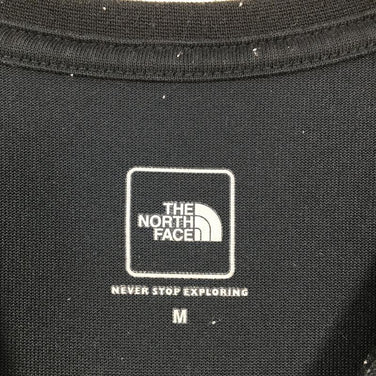 THE
NORTH
FACE
NEVER STOP EXPLORING
M